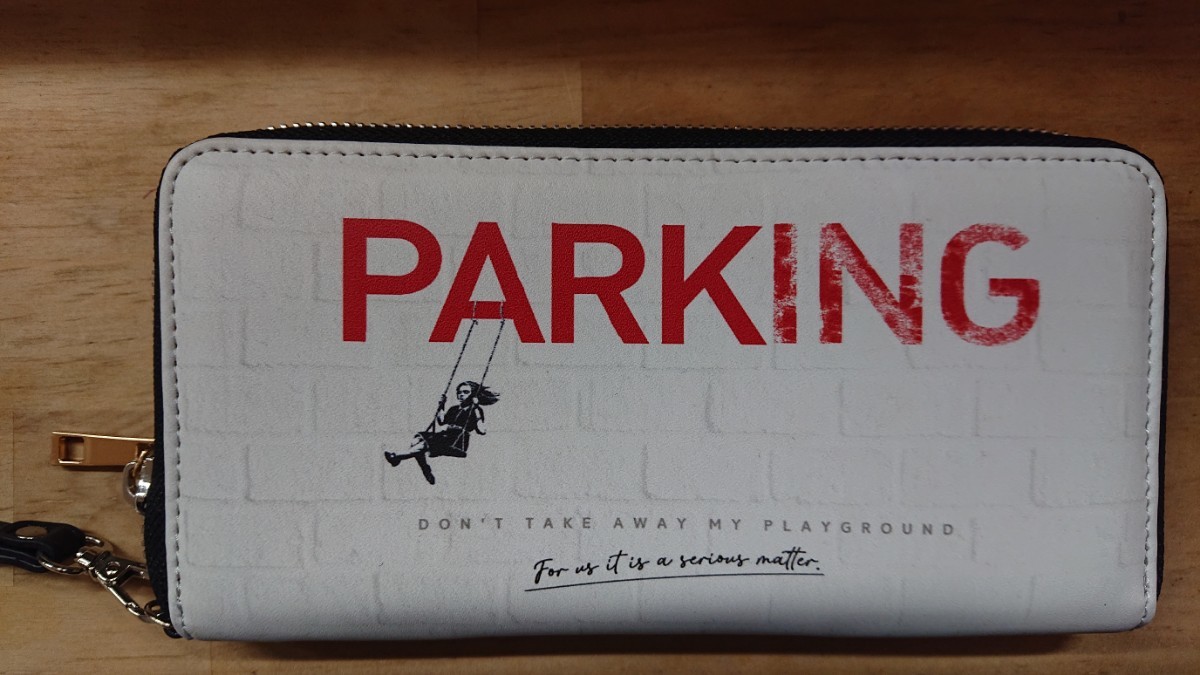 PARKING
DON'T TAKE AWAY MY PLAYGROUND
For us it is a serious matter.